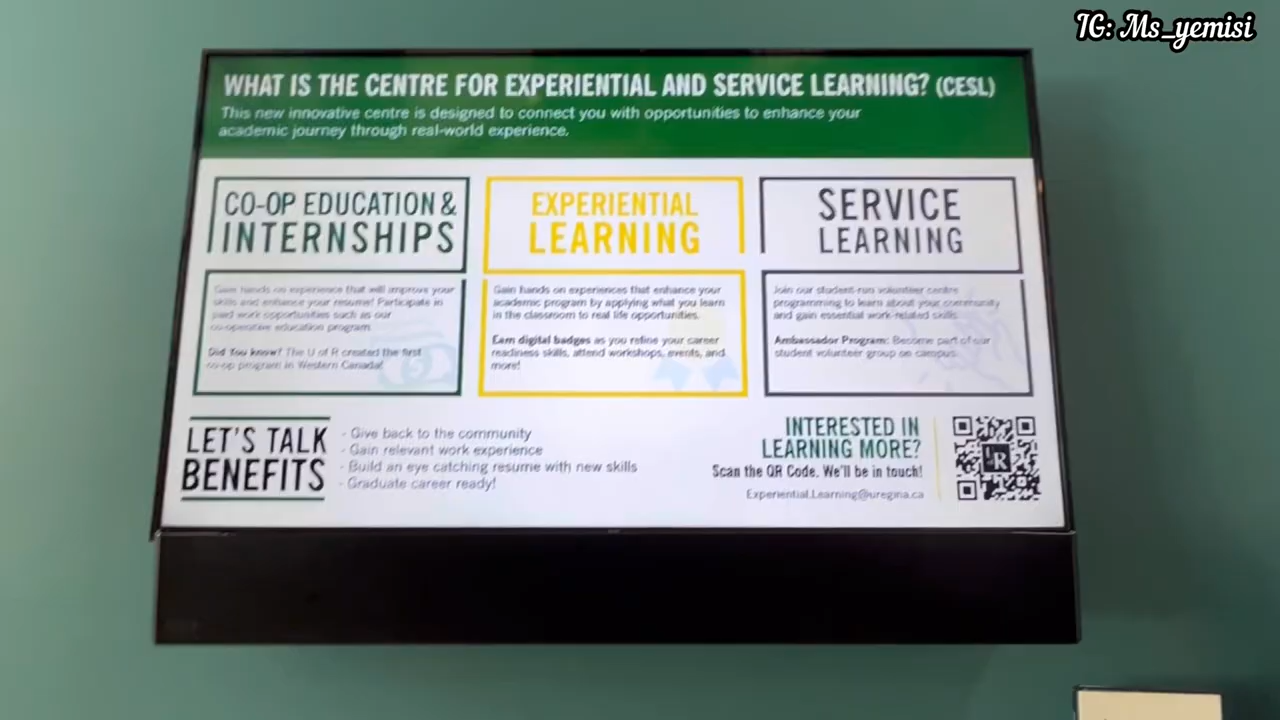 IG: Ms_yemisi
WHAT IS THE CENTRE FOR EXPERIENTIAL AND SERVICE LEARNING? (CESL)
This new innovative centre is designed to connect you with opportunities to enhance your
academic journey through real-world experience.
CO-OP EDUCATION &
INTERNSHIPS
Gain hands on experience that will improve your
skills and enhance your resume! Participate in
paid work opportunities such as our
co-operative education program.
Did You know? The U of R created the first
co-op program in Western Canada!
EXPERIENTIAL
LEARNING
Gain hands on experiences that enhance your
academic program by applying what you learn
in the classroom to real life opportunities.
Earn digital badges as you refine your career
readiness skills, attend workshops, events, and
more!
SERVICE
LEARNING
Join our student-run volunteer centre
programming to learn about your community
and gain essential work-related skills.
Ambassador Program: Become part of our
student volunteer group on campus.
LET'S TALK
BENEFITS
- Give back to the community
- Gain relevant work experience
- Build an eye catching resume with new skills
- Graduate career ready!
INTERESTED IN
LEARNING MORE?
Scan the QR Code. We'll be in touch!
Experiential.Learning@uregina.ca
UR